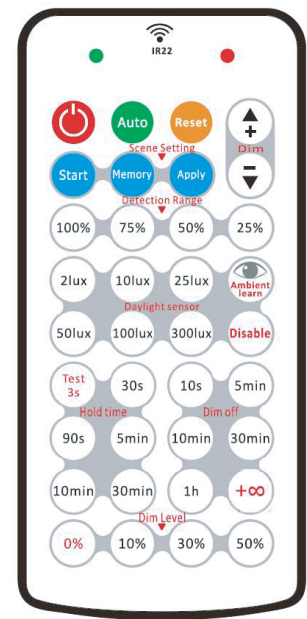 IR22
Auto Reset
Dim
Scene Setting
Start Memory Apply
Detection Range
100% 75% 50% 25%
2lux 10lux 25lux Ambient
learn
Daylight sensor
50lux 100lux 300lux Disable
Test
3s 30s 10s 5min
Hold time Dim off
90s 5min 10min 30min
10min 30min 1h +∞
Dim Level
0% 10% 30% 50%